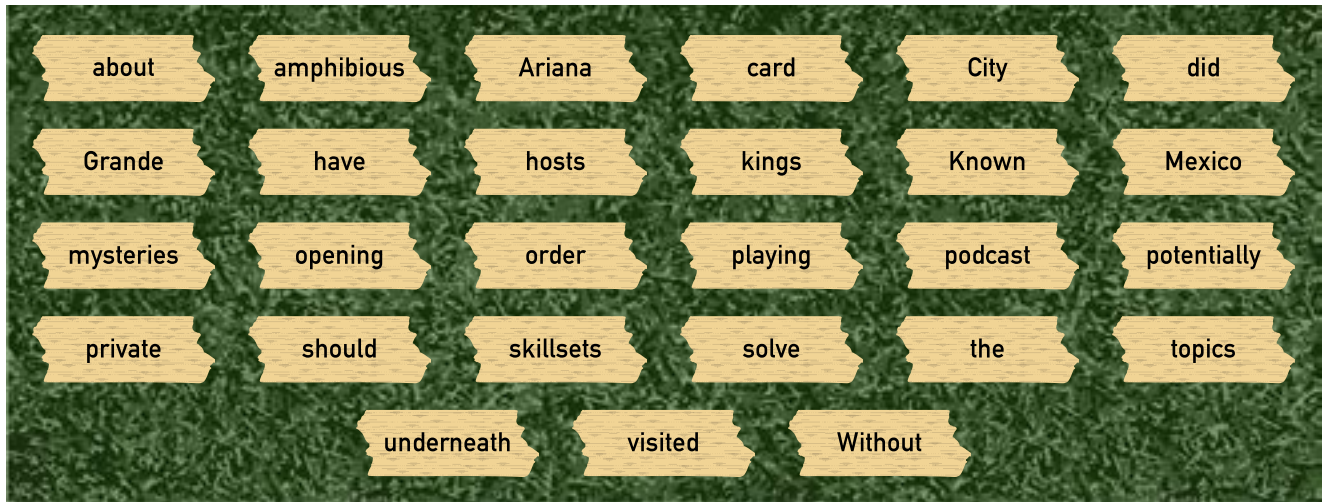 about amphibious Ariana card City did
Grande have hosts kings Known Mexico
mysteries opening order playing podcast potentially
private should skillsets solve the topics
underneath visited Without